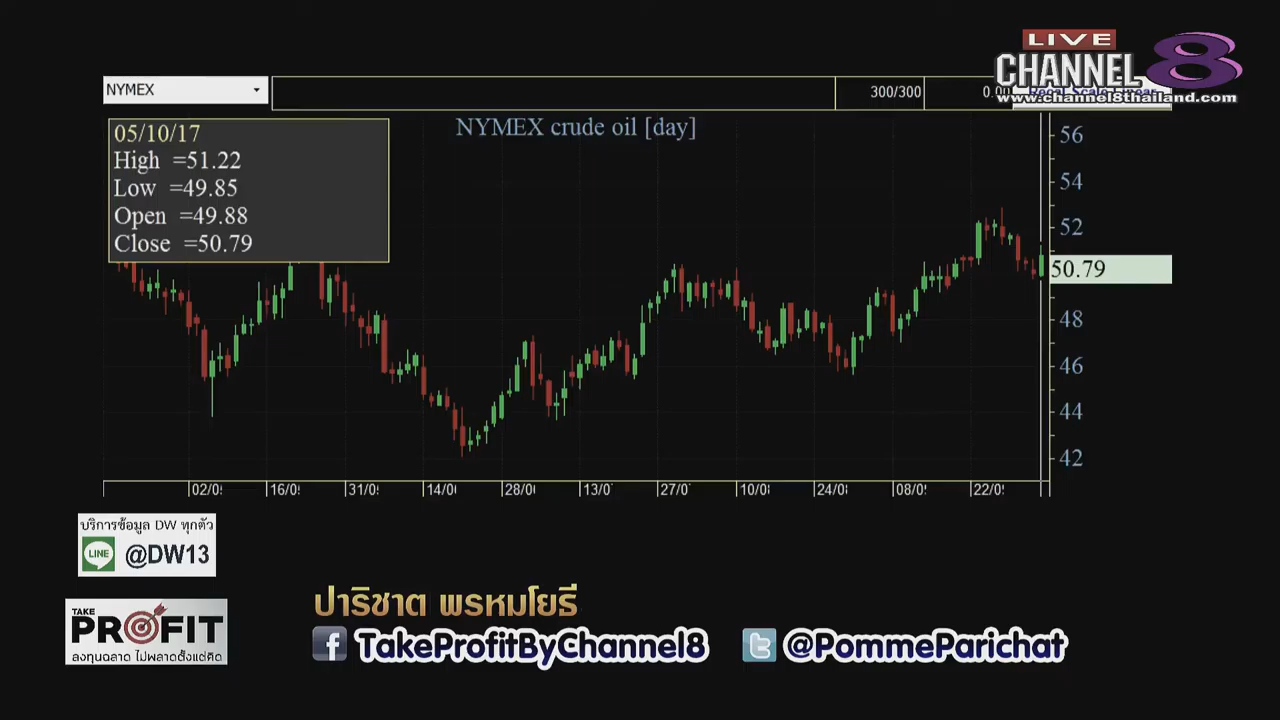 LIVE
CHANNEL 8
www.channel8thailand.com
NYMEX
300/300
0.00
05/10/17
High =51.22
Low =49.85
Open =49.88
Close =50.79
NYMEX crude oil [day]
56
54
52
50.79
48
46
44
42
02/0
16/0
31/0
14/0
28/0
13/0
27/0
10/0
24/0
08/0
22/0
บริการข้อมูล DW ทุกตัว
LINE @DW13
TAKE
PROFIT
ลงทุนฉลาด ไม่พลาดตั้งแต่คิด
ปาริชาต พรหมโยธี
f TakeProfitByChannel8
t @PommeParichat